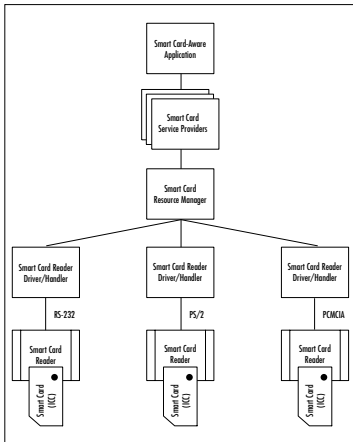 Smart Card-Aware
Application
Smart Card
Service Providers
Smart Card
Resource Manager
Smart Card Reader
Driver/Handler
Smart Card Reader
Driver/Handler
Smart Card Reader
Driver/Handler
RS-232
PS/2
PCMCIA
Smart Card
Reader
Smart Card
Reader
Smart Card
Reader
Smart Card
(ICC)
Smart Card
(ICC)
Smart Card
(ICC)